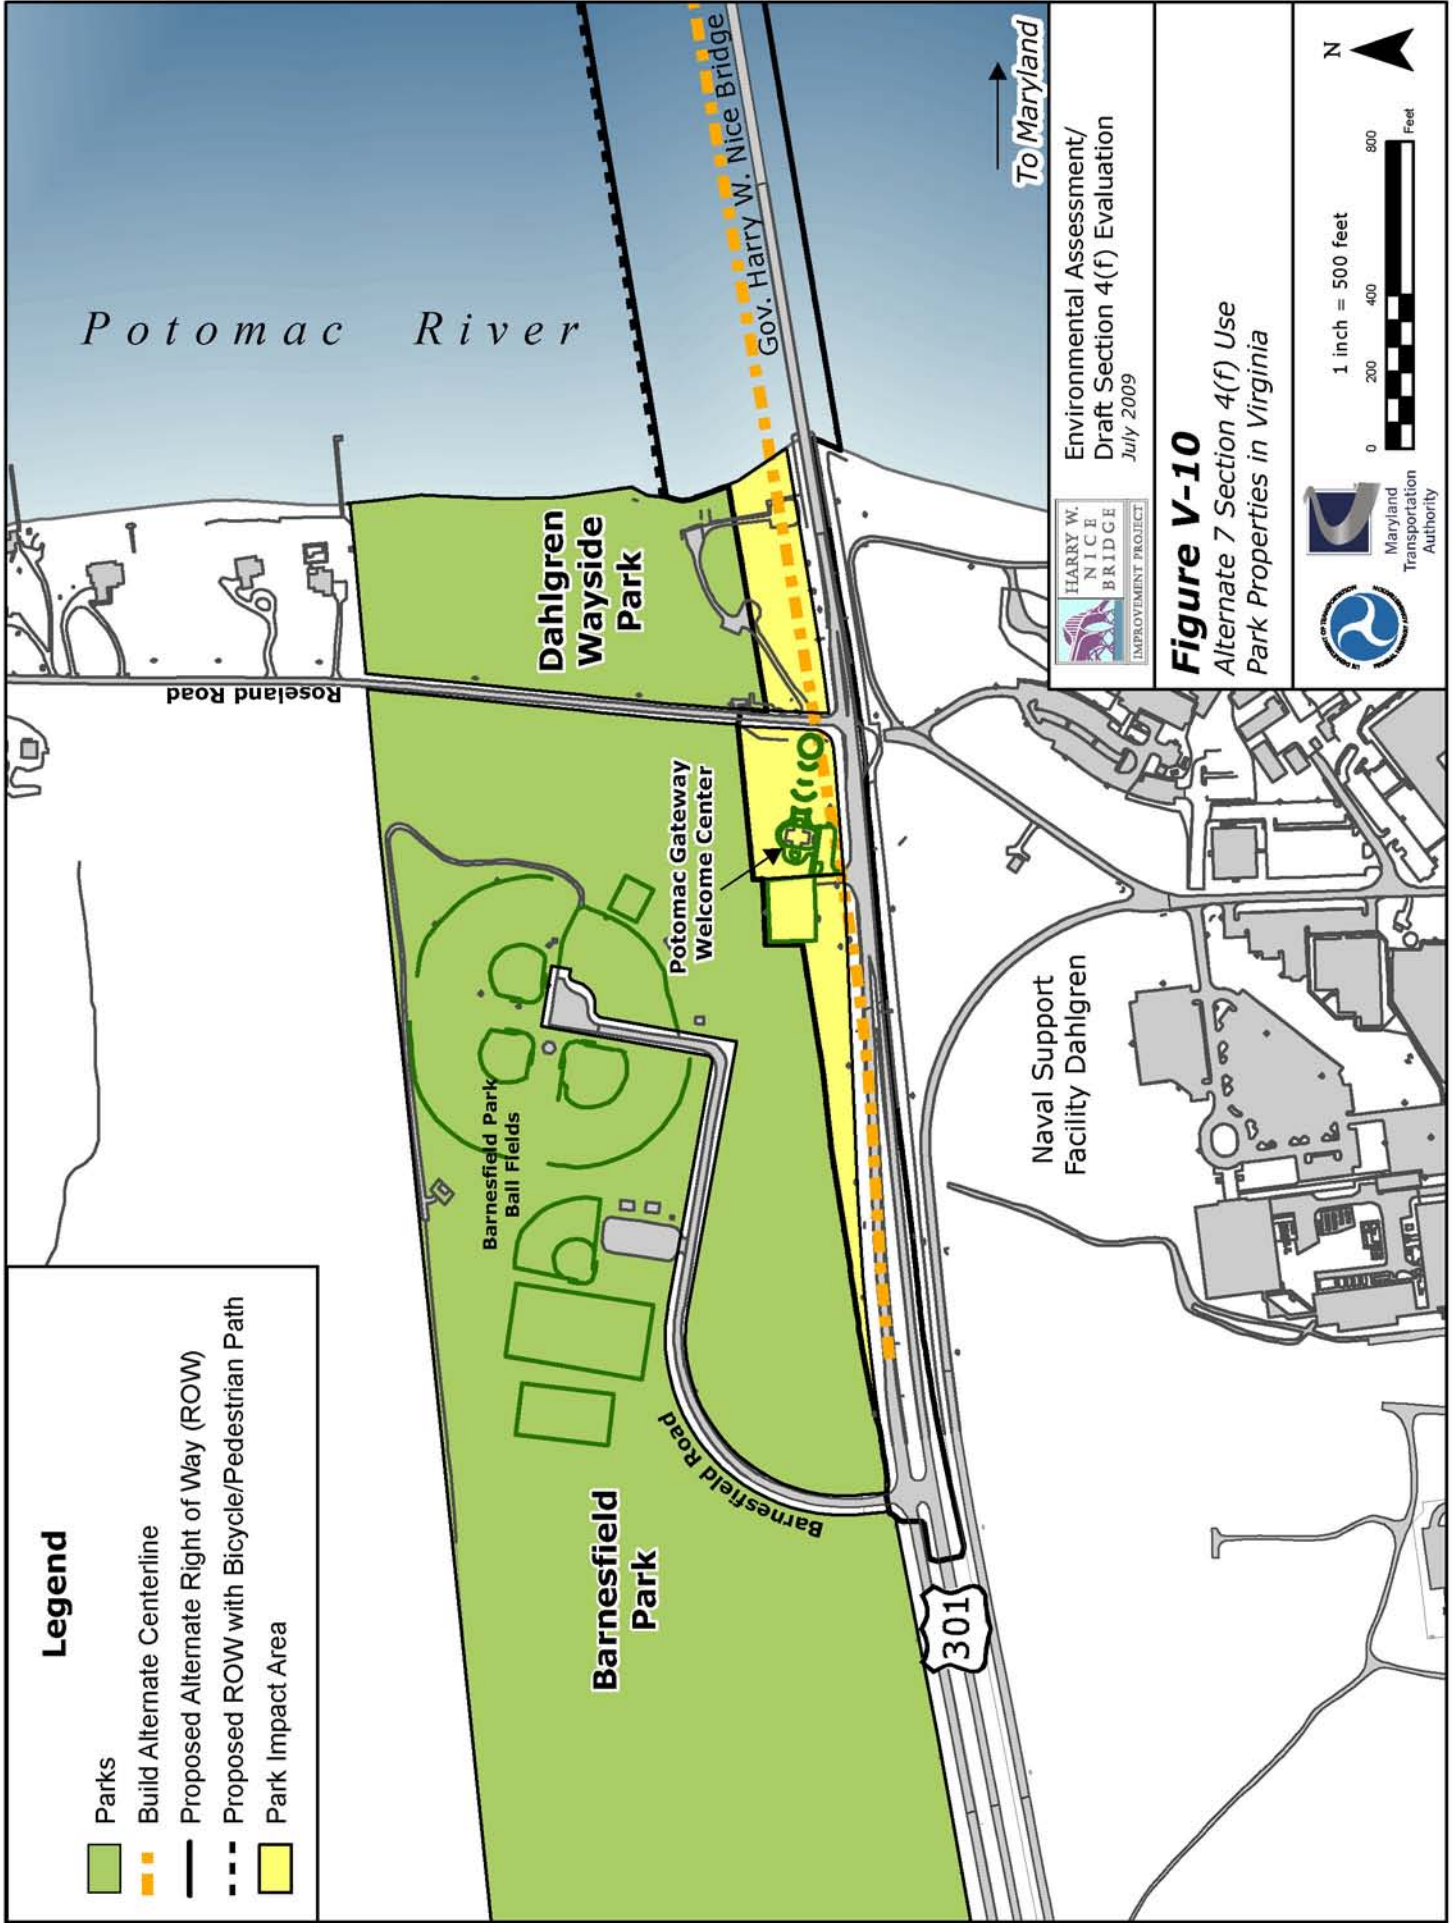 Legend
Parks
Build Alternate Centerline
Proposed Alternate Right of Way (ROW)
Proposed ROW with Bicycle/Pedestrian Path
Park Impact Area
Potomac River
Roseland Road
Dahlgren
Wayside
Park
Gov. Harry W. Nice Bridge
To Maryland
Potomac Gateway
Welcome Center
Barnesfield Park
Ball Fields
Barnesfield Road
Barnesfield
Park
301
Naval Support
Facility Dahlgren
HARRY W.
NICE
BRIDGE
IMPROVEMENT PROJECT
Environmental Assessment/
Draft Section 4(f) Evaluation
July 2009
Figure V-10
Alternate 7 Section 4(f) Use
Park Properties in Virginia
Maryland
Transportation
Authority
1 inch = 500 feet
0 200 400 800
Feet
N